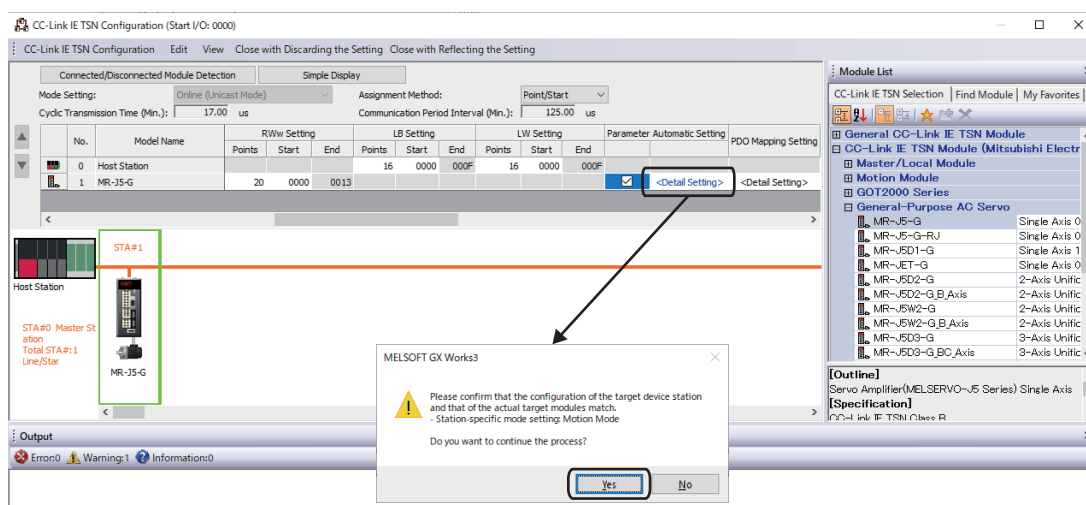 CC-Link IE TSN Configuration (Start I/O: 0000)
CC-Link IE TSN Configuration Edit View Close with Discarding the Setting Close with Reflecting the Setting
Connected/Disconnected Module Detection Simple Display
Mode Setting: Online (Unicast Mode) Assignment Method: Point/Start
Cyclic Transmission Time (Min.): 17.00 us Communication Period Interval (Min.): 125.00 us
No. Model Name RWw Setting LB Setting LW Setting Parameter Automatic Setting PDO Mapping Setting
Points Start End Points Start End Points Start End
0 Host Station 16 0000 000F 16 0000 000F
1 MR-J5-G 20 0000 0013 <Detail Setting> <Detail Setting>
STA#1
Host Station
STA#0 Master St
ation
Total STA#:1
Line/Star
MR-J5-G
MELSOFT GX Works3
Please confirm that the configuration of the target device station
and that of the actual target modules match.
- Station-specific mode setting: Motion Mode
Do you want to continue the process?
Yes No
Module List
CC-Link IE TSN Selection Find Module My Favorites
General CC-Link IE TSN Module
CC-Link IE TSN Module (Mitsubishi Electr
Master/Local Module
Motion Module
GOT2000 Series
General-Purpose AC Servo
MR-J5-G Single Axis 0
MR-J5-G-RJ Single Axis 0
MR-J5D1-G Single Axis 1
MR-JET-G Single Axis 0
MR-J5D2-G 2-Axis Unific
MR-J5D2-G_B_Axis 2-Axis Unific
MR-J5W2-G 2-Axis Unific
MR-J5W2-G_B_Axis 2-Axis Unific
MR-J5D3-G 3-Axis Unific
MR-J5D3-G_BC_Axis 3-Axis Unific
[Outline]
Servo Amplifier(MELSERVO-J5 Series) Single Axis
[Specification]
CC-Link IE TSN Class B
Output
Error:0 Warning:1 Information:0